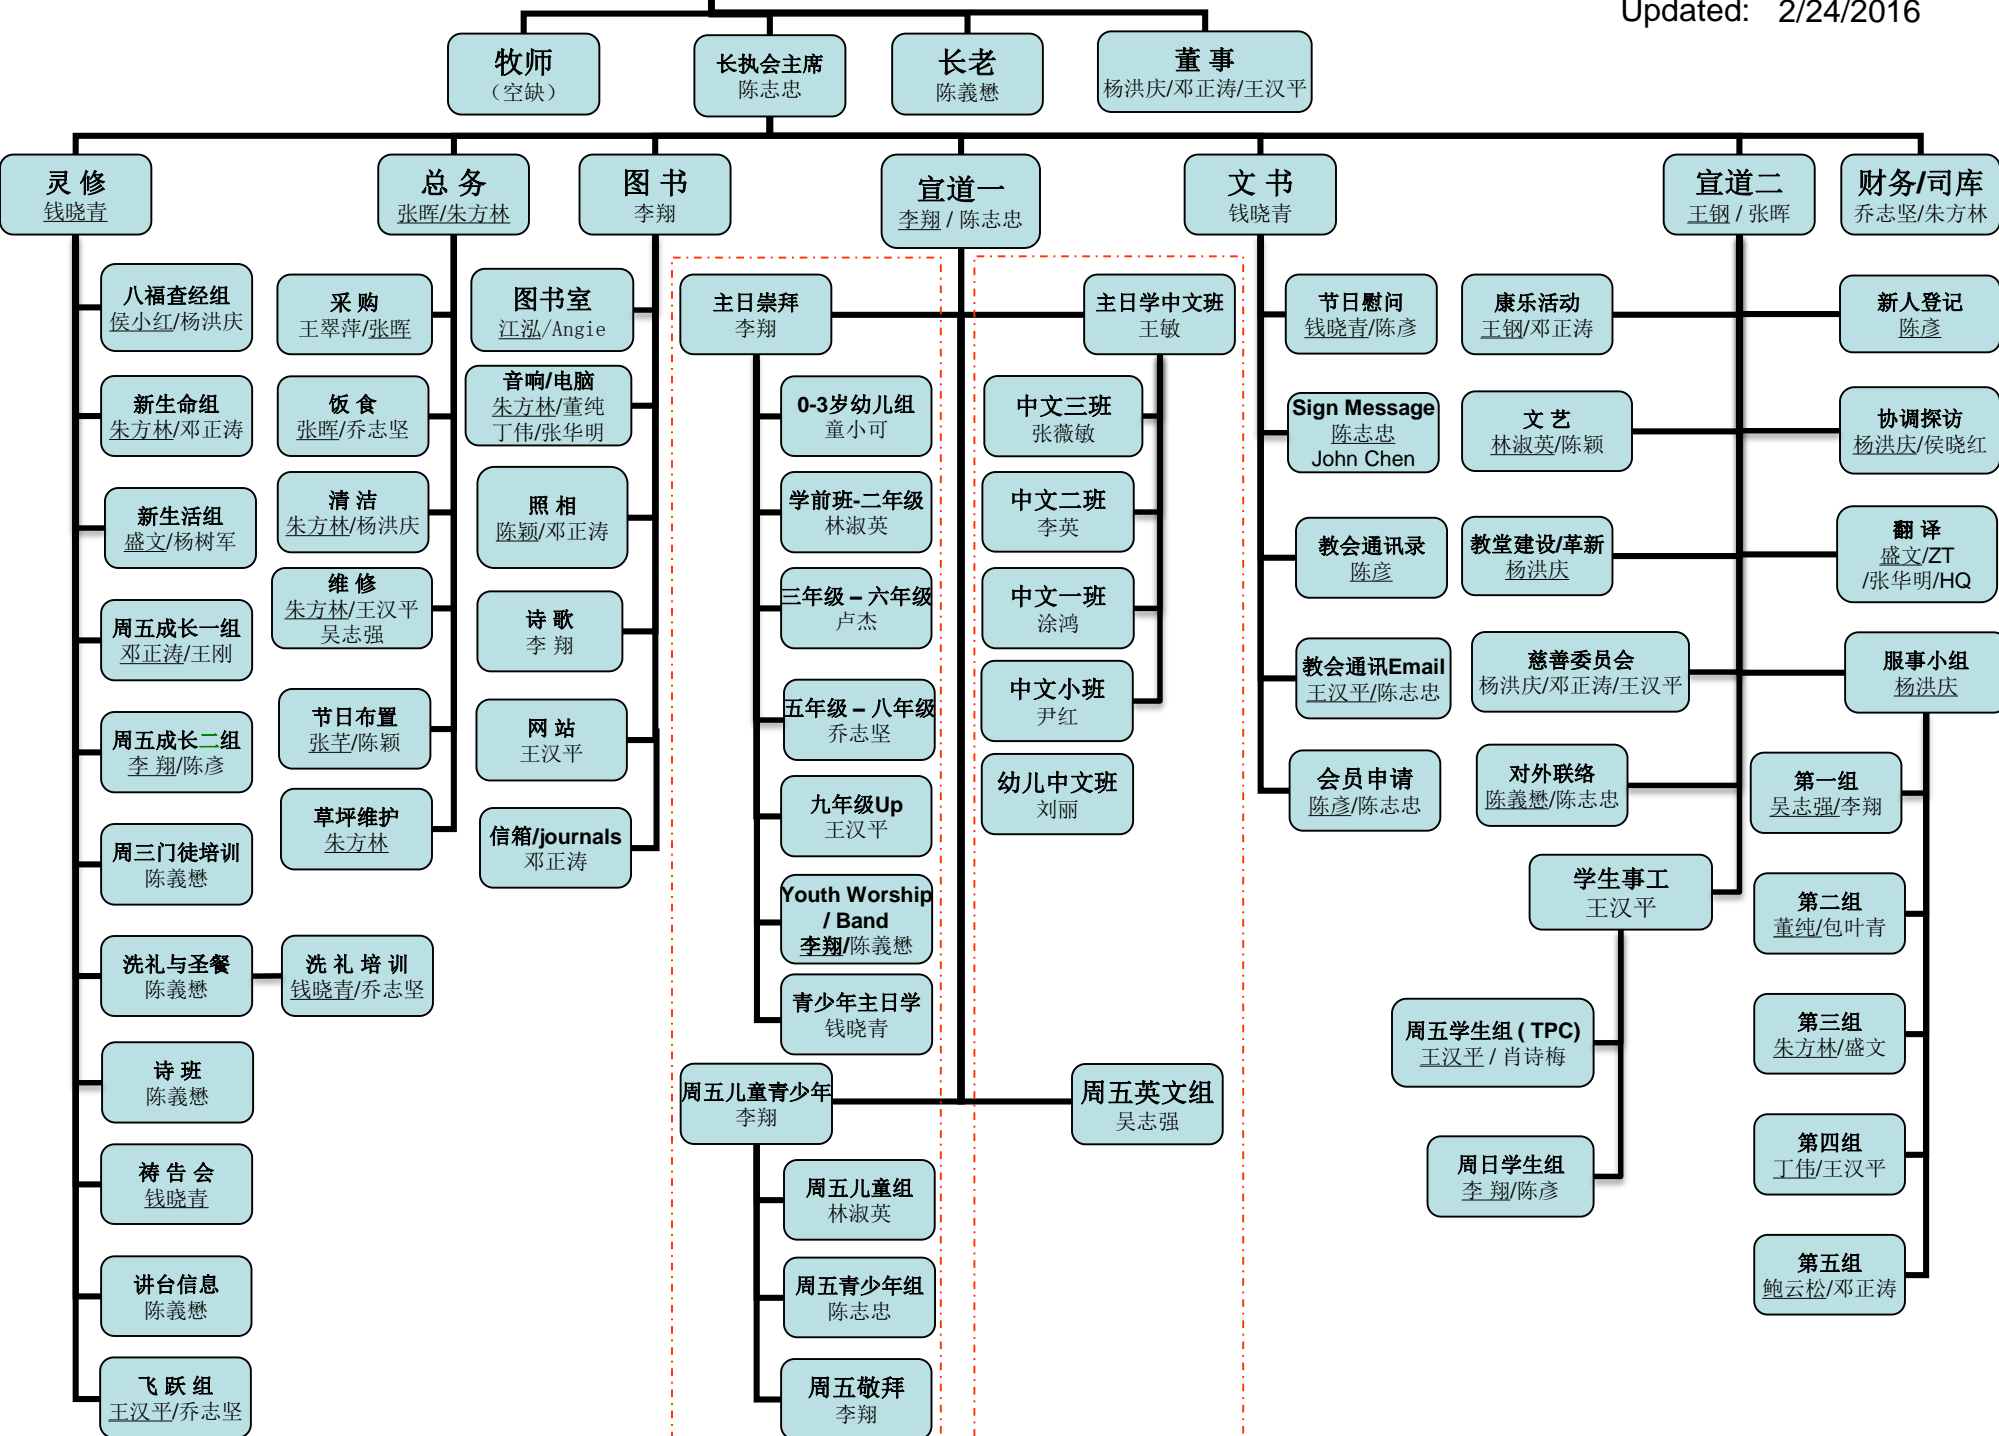 Updated: 2/24/2016
牧师
（空缺）
长执会主席
陈志忠
长老
陈義懋
董 事
杨洪庆/邓正涛/王汉平
灵 修
钱晓青
总 务
张晖/朱方林
图 书
李翔
宣道一
李翔 / 陈志忠
文 书
钱晓青
宣道二
王钢 / 张晖
财务/司库
乔志坚/朱方林
八福查经组
侯小红/杨洪庆
新生命组
朱方林/邓正涛
新生活组
盛文/杨树军
周五成长一组
邓正涛/王刚
周五成长二组
李 翔/陈彦
周三门徒培训
陈義懋
洗礼与圣餐
陈義懋
洗 礼 培 训
钱晓青/乔志坚
诗 班
陈義懋
祷 告 会
钱晓青
讲台信息
陈義懋
飞 跃 组
王汉平/乔志坚
采 购
王翠萍/张晖
饭 食
张晖/乔志坚
清 洁
朱方林/杨洪庆
维 修
朱方林/王汉平
吴志强
节日布置
张芊/陈颖
草坪维护
朱方林
图书室
江泓/Angie
音响/电脑
朱方林/董纯
丁伟/张华明
照 相
陈颖/邓正涛
诗 歌
李 翔
网 站
王汉平
信箱/journals
邓正涛
主日崇拜
李翔
0-3岁幼儿组
童小可
学前班-二年级
林淑英
三年级 – 六年级
卢杰
五年级 – 八年级
乔志坚
九年级Up
王汉平
Youth Worship
/ Band
李翔/陈義懋
青少年主日学
钱晓青
周五儿童青少年
李翔
周五儿童组
林淑英
周五青少年组
陈志忠
周五敬拜
李翔
主日学中文班
王敏
中文三班
张薇敏
中文二班
李英
中文一班
涂鸿
中文小班
尹红
幼儿中文班
刘丽
周五英文组
吴志强
节日慰问
钱晓青/陈彦
Sign Message
陈志忠
John Chen
教会通讯录
陈彦
教会通讯Email
王汉平/陈志忠
会员申请
陈彦/陈志忠
康乐活动
王钢/邓正涛
文 艺
林淑英/陈颖
教堂建设/革新
杨洪庆
慈善委员会
杨洪庆/邓正涛/王汉平
对外联络
陈義懋/陈志忠
学生事工
王汉平
周五学生组 ( TPC)
王汉平 / 肖诗梅
周日学生组
李 翔/陈彦
新人登记
陈彦
协调探访
杨洪庆/侯晓红
翻 译
盛文/ZT
/张华明/HQ
服事小组
杨洪庆
第一组
吴志强/李翔
第二组
董纯/包叶青
第三组
朱方林/盛文
第四组
丁伟/王汉平
第五组
鲍云松/邓正涛